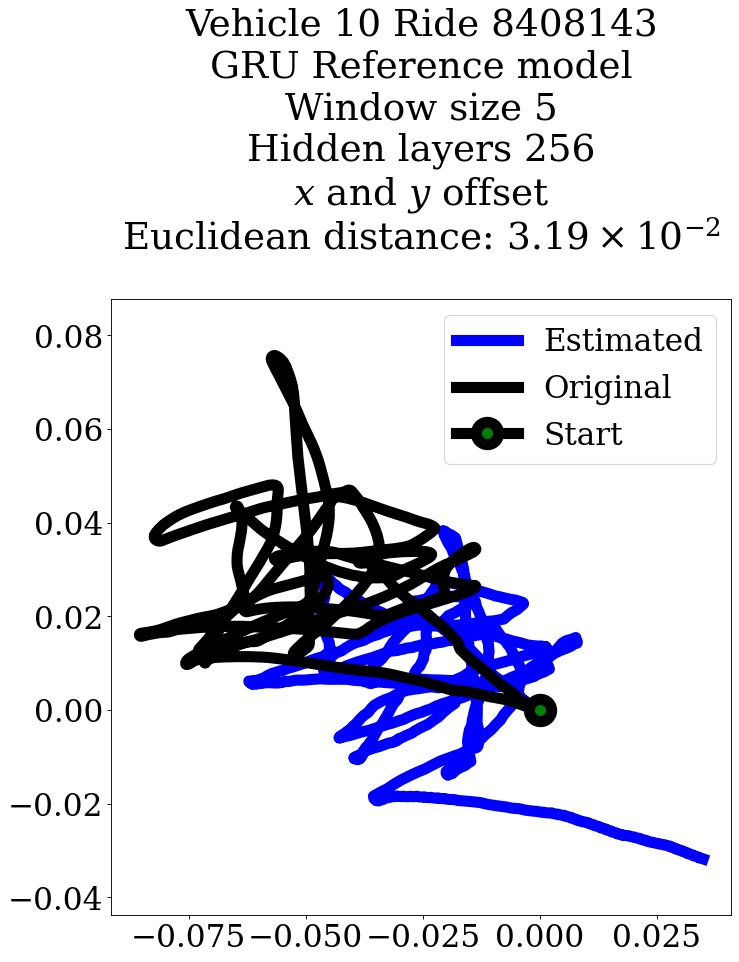 Vehicle 10 Ride 8408143
GRU Reference model
Window size 5
Hidden layers 256
x and y offset
Euclidean distance: 3.19 × 10⁻²
Estimated
Original
Start
0.08
0.06
0.04
0.02
0.00
−0.02
−0.04
−0.075 −0.050 −0.025 0.000 0.025